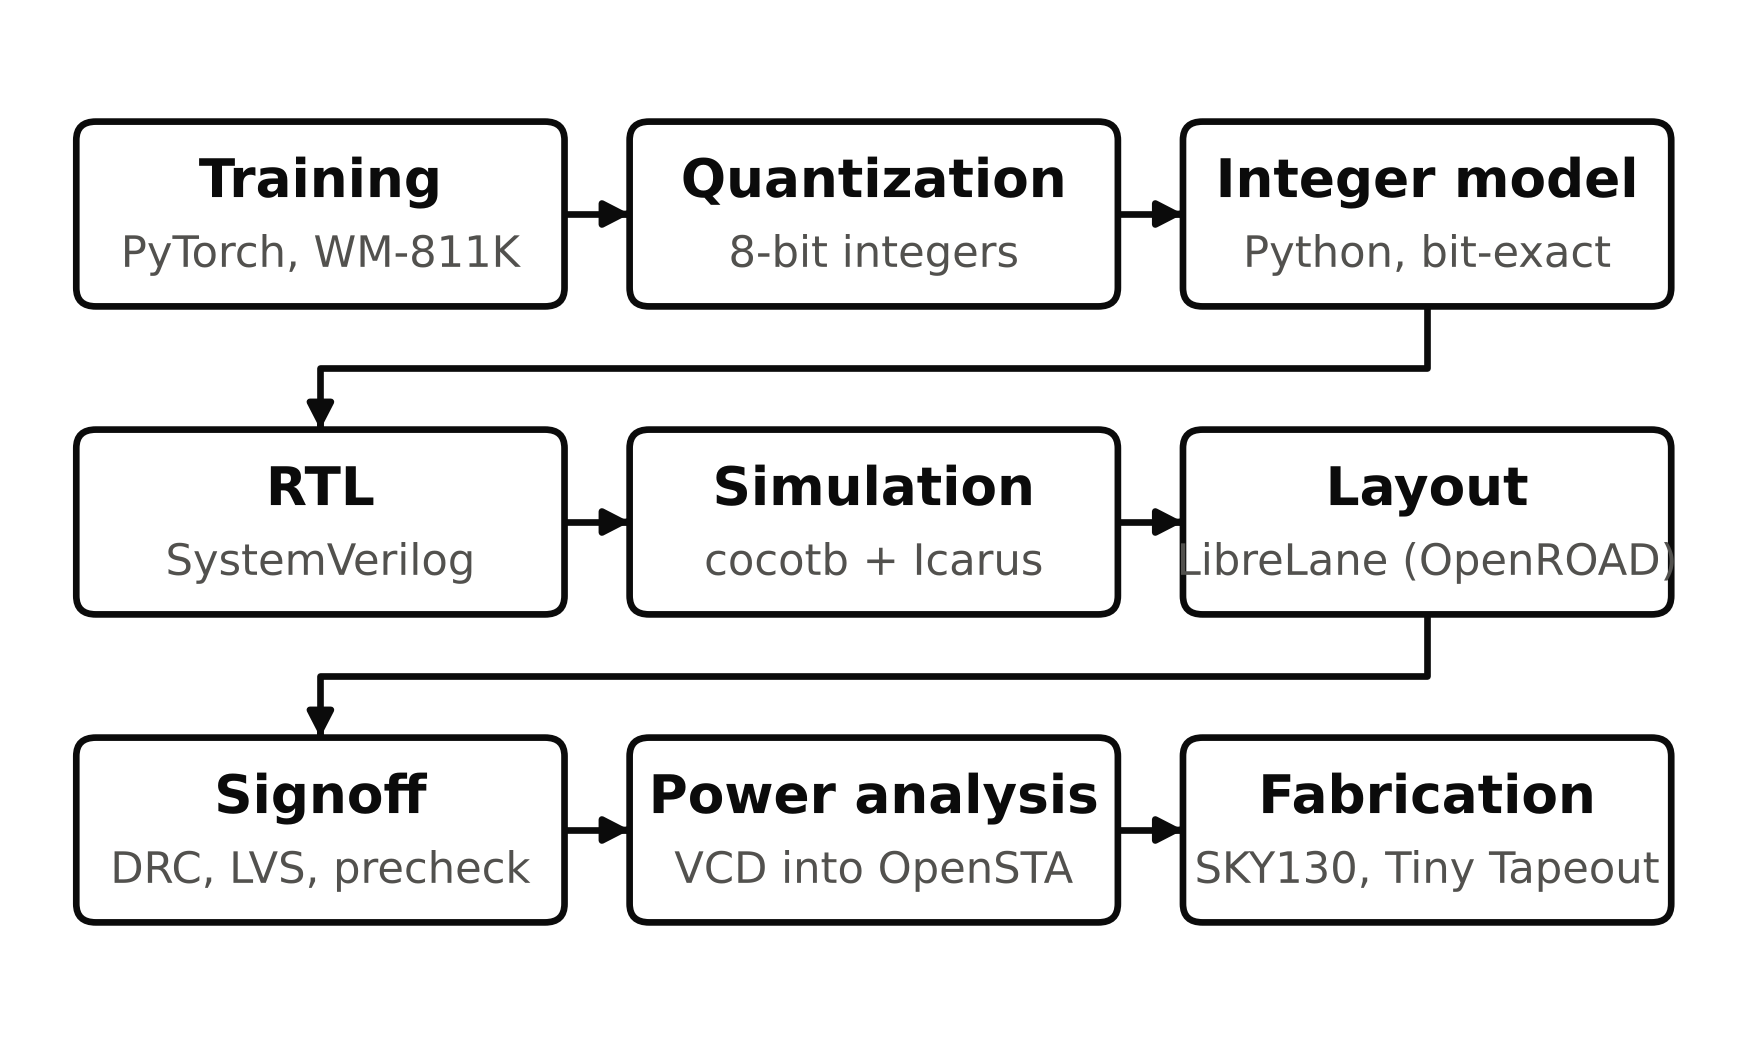 Training
PyTorch, WM-811K
Quantization
8-bit integers
Integer model
Python, bit-exact
RTL
SystemVerilog
Simulation
cocotb + Icarus
Layout
LibreLane (OpenROAD)
Signoff
DRC, LVS, precheck
Power analysis
VCD into OpenSTA
Fabrication
SKY130, Tiny Tapeout